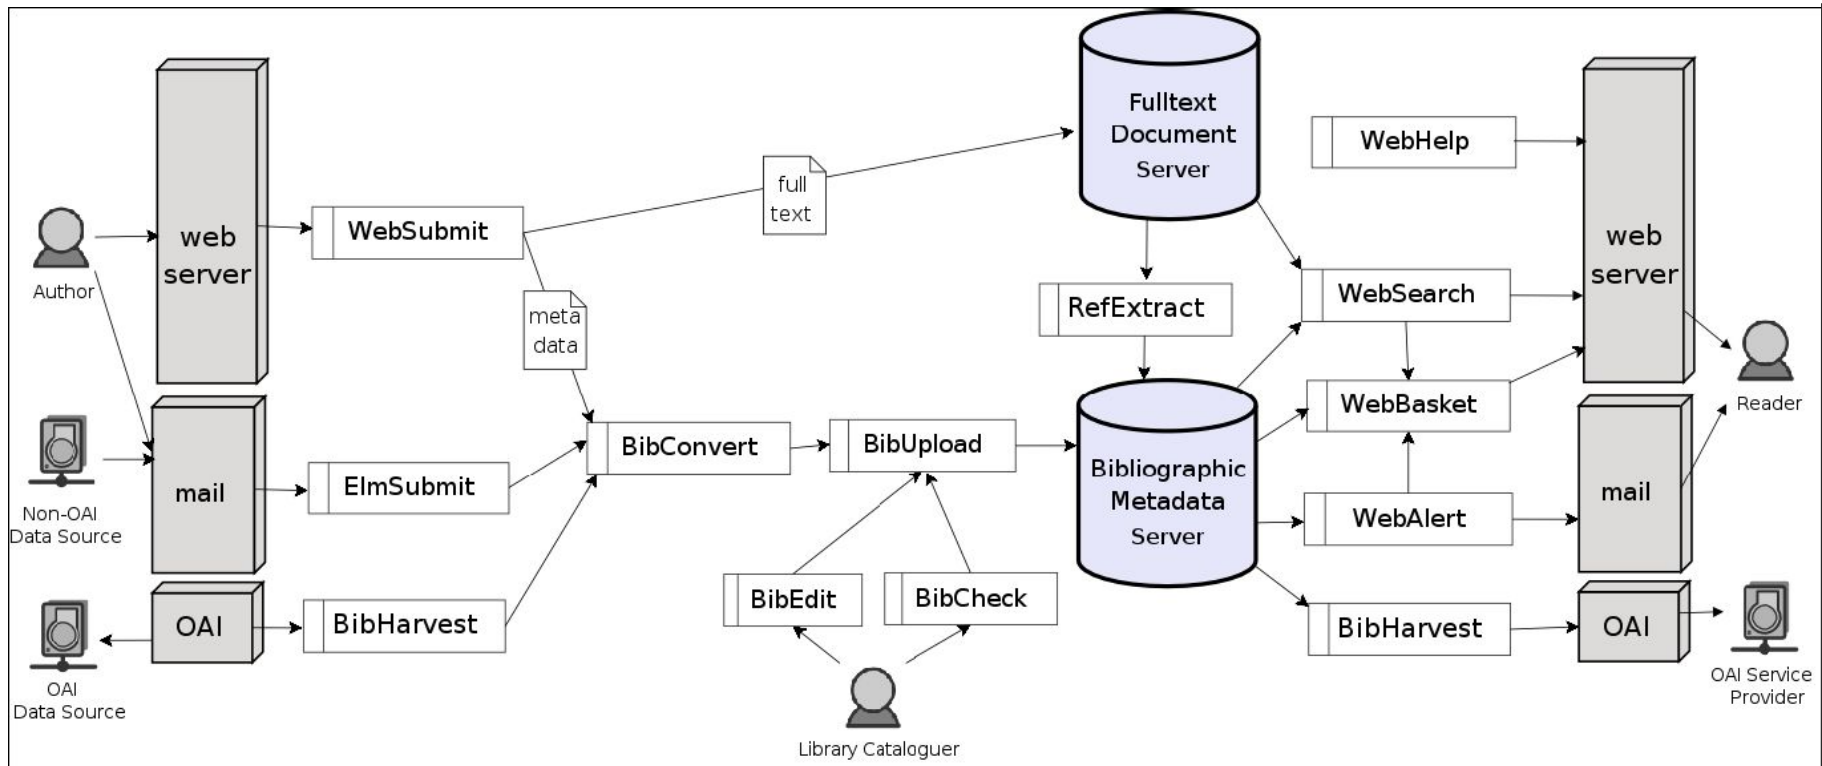 Author
Non-OAI
Data Source
OAI
Data Source
web
server
mail
OAI
WebSubmit
ElmSubmit
BibHarvest
full
text
meta
data
BibConvert
BibUpload
BibEdit
BibCheck
Library Cataloguer
Fulltext
Document
Server
RefExtract
Bibliographic
Metadata
Server
WebHelp
WebSearch
WebBasket
WebAlert
BibHarvest
web
server
mail
OAI
Reader
OAI Service
Provider